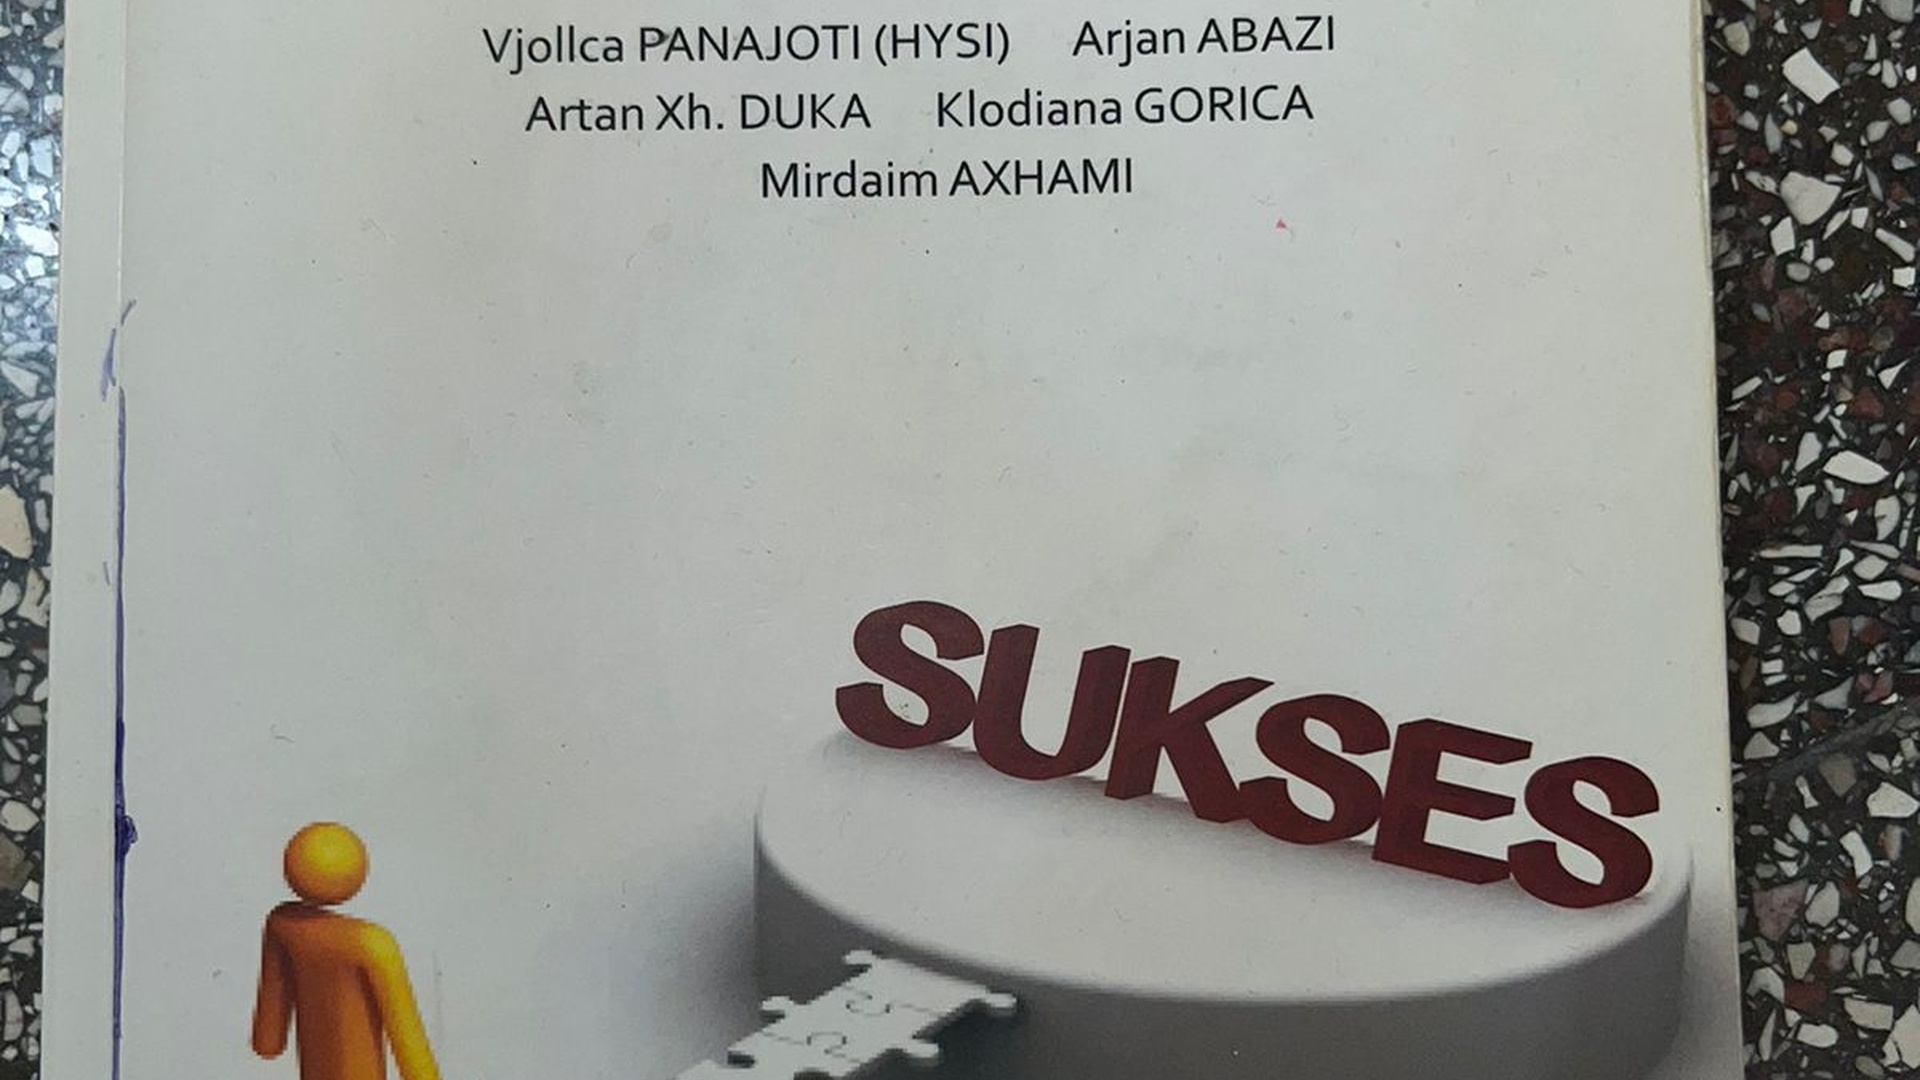 Vjollca PANAJOTI (HYSI) Arjan ABAZI
Artan Xh. DUKA Klodiana GORICA
Mirdaim AXHAMI
SUKSES